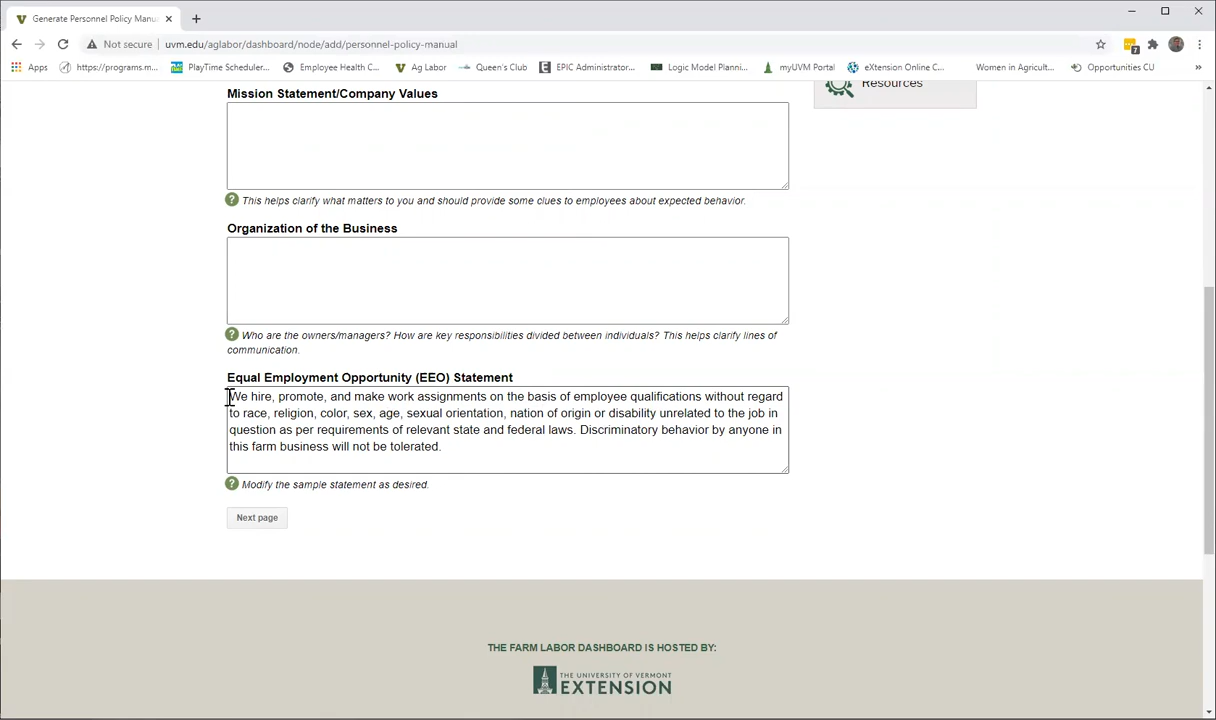 Generate Personnel Policy Manu
Not secure
uvm.edu/aglabor/dashboard/node/add/personnel-policy-manual
7
Apps
https://programs.m...
PlayTime Scheduler...
Employee Health C...
Ag Labor
Queen's Club
EPIC Administrator...
Logic Model Planni...
myUVM Portal
eXtension Online C...
Women in Agricult...
Opportunities CU
»
Resources
Mission Statement/Company Values
? This helps clarify what matters to you and should provide some clues to employees about expected behavior.
Organization of the Business
? Who are the owners/managers? How are key responsibilities divided between individuals? This helps clarify lines of
communication.
Equal Employment Opportunity (EEO) Statement
We hire, promote, and make work assignments on the basis of employee qualifications without regard
to race, religion, color, sex, age, sexual orientation, nation of origin or disability unrelated to the job in
question as per requirements of relevant state and federal laws. Discriminatory behavior by anyone in
this farm business will not be tolerated.
? Modify the sample statement as desired.
Next page
THE FARM LABOR DASHBOARD IS HOSTED BY:
THE UNIVERSITY OF VERMONT
EXTENSION